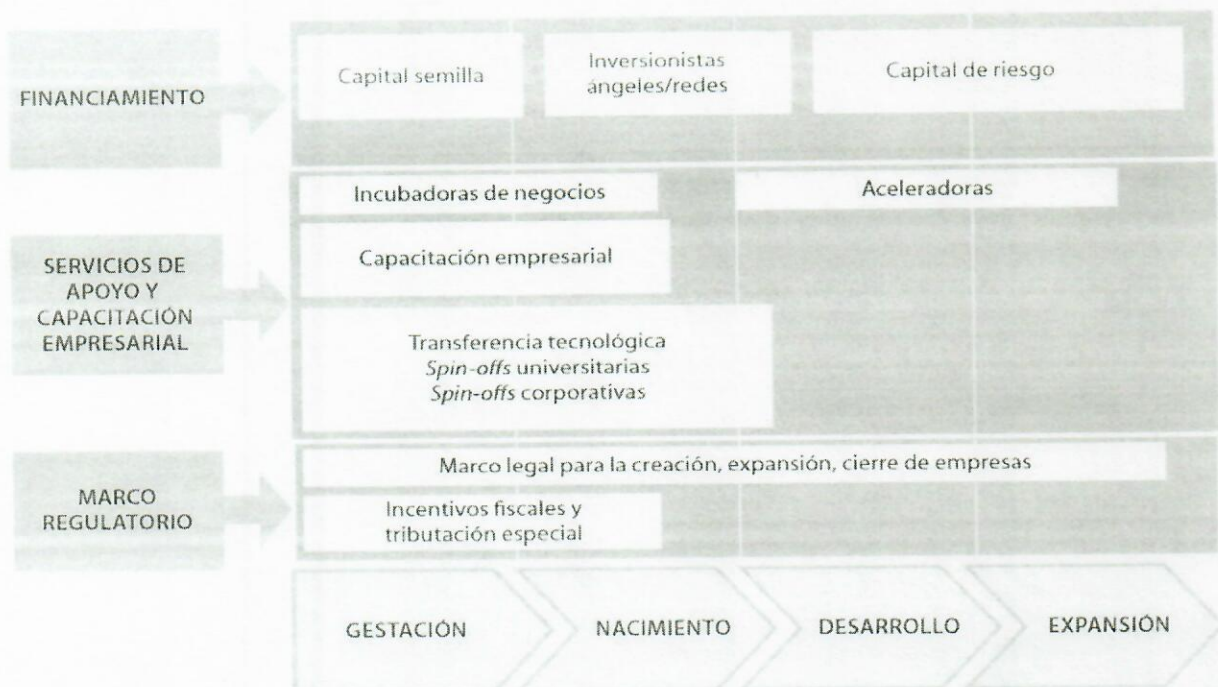 FINANCIAMIENTO
Capital semilla
Inversionistas
ángeles/redes
Capital de riesgo
SERVICIOS DE
APOYO Y
CAPACITACIÓN
EMPRESARIAL
Incubadoras de negocios
Aceleradoras
Capacitación empresarial
Transferencia tecnológica
Spin-offs universitarias
Spin-offs corporativas
MARCO
REGULATORIO
Marco legal para la creación, expansión, cierre de empresas
Incentivos fiscales y
tributación especial
GESTACIÓN
NACIMIENTO
DESARROLLO
EXPANSIÓN